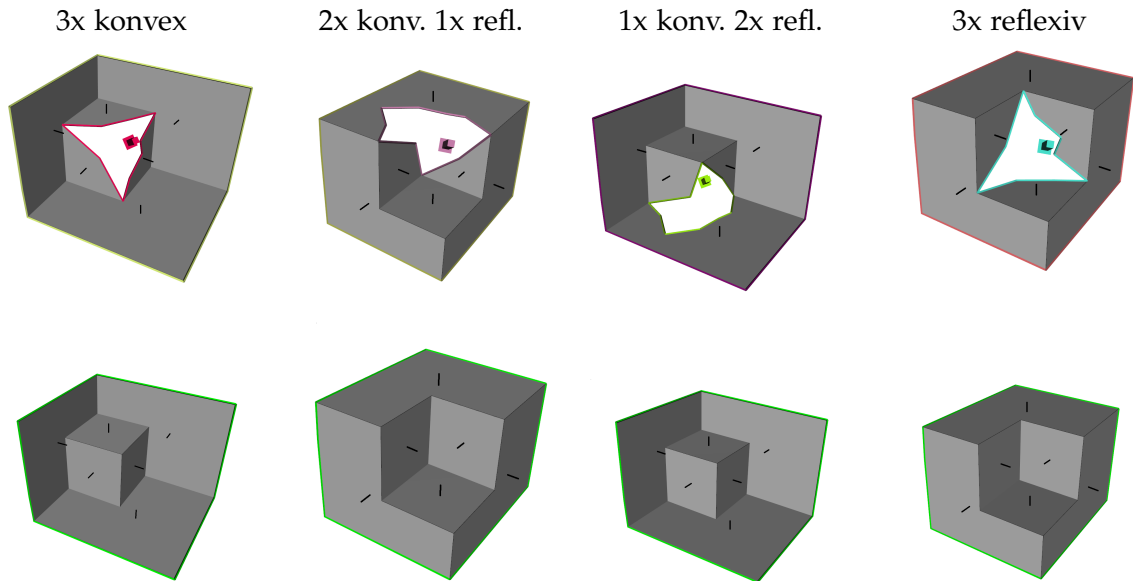 3x konvex
2x konv. 1x refl.
1x konv. 2x refl.
3x reflexiv